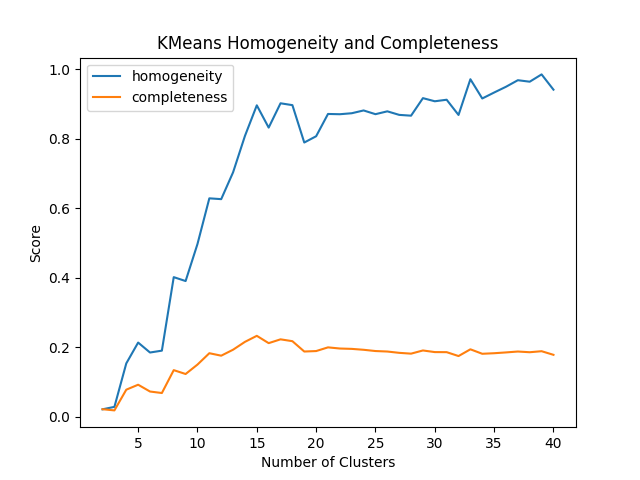 KMeans Homogeneity and Completeness
homogeneity
completeness
Score
1.0
0.8
0.6
0.4
0.2
0.0
5 10 15 20 25 30 35 40
Number of Clusters